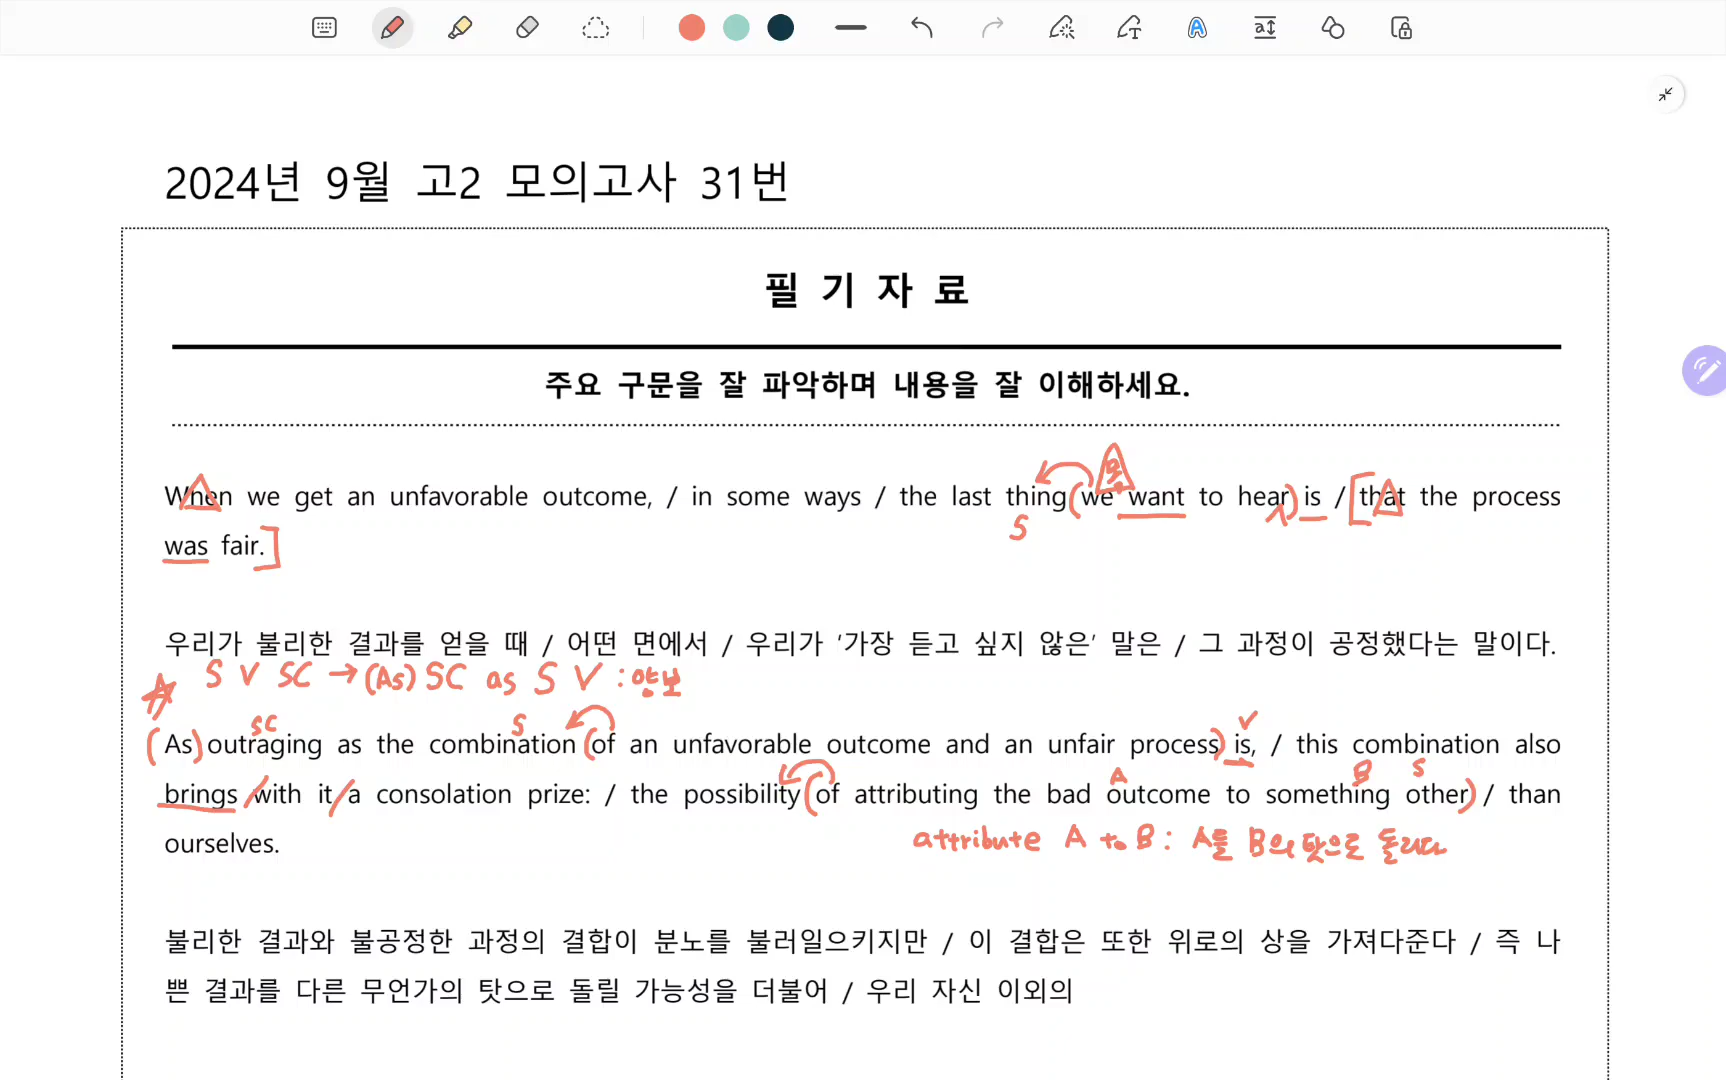 2024년 9월 고2 모의고사 31번
필 기 자 료
주요 구문을 잘 파악하며 내용을 잘 이해하세요.
When we get an unfavorable outcome, / in some ways / the last thing (we want to hear) is / [that the process
S
was fair.]
우리가 불리한 결과를 얻을 때 / 어떤 면에서 / 우리가 '가장 듣고 싶지 않은' 말은 / 그 과정이 공정했다는 말이다.
S V SC → (As) SC as S V : 양보
SC S V
(As) outraging as the combination (of an unfavorable outcome and an unfair process) is, / this combination also
A B S
brings / with it / a consolation prize: / the possibility (of attributing the bad outcome to something other) / than
ourselves.
attribute A to B : A를 B의 탓으로 돌리다
불리한 결과와 불공정한 과정의 결합이 분노를 불러일으키지만 / 이 결합은 또한 위로의 상을 가져다준다 / 즉 나
쁜 결과를 다른 무언가의 탓으로 돌릴 가능성을 더불어 / 우리 자신 이외의